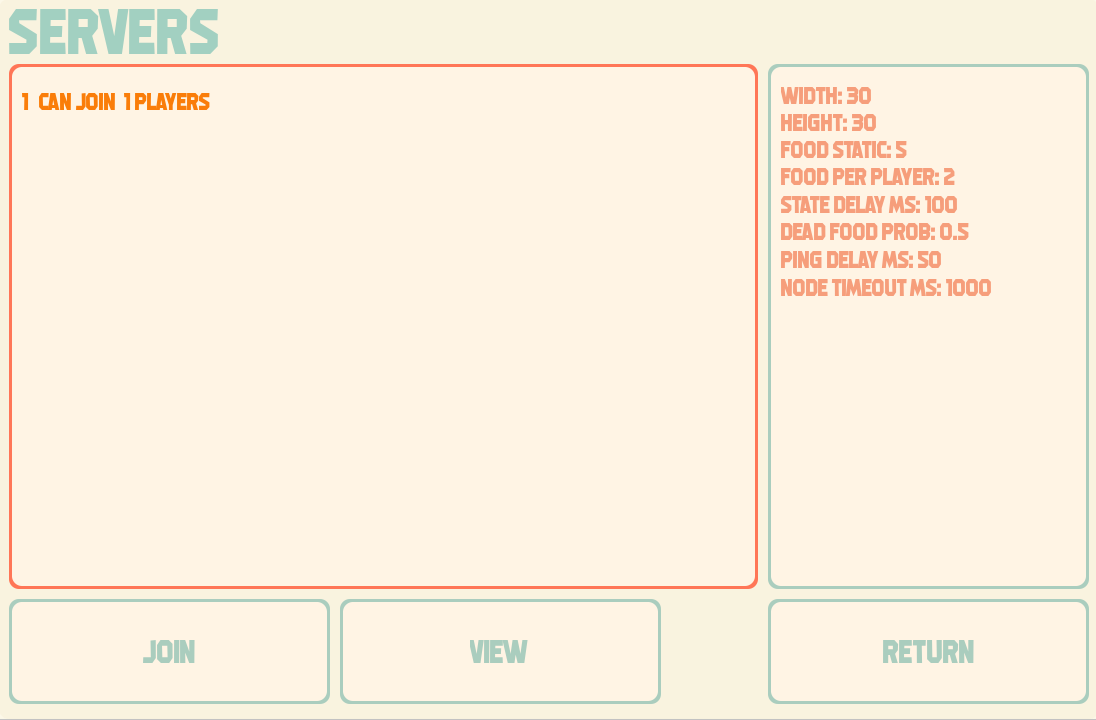 SERVERS
1 CAN JOIN 1 PLAYERS
WIDTH: 30
HEIGHT: 30
FOOD STATIC: 5
FOOD PER PLAYER: 2
STATE DELAY MS: 100
DEAD FOOD PROB: 0.5
PING DELAY MS: 50
NODE TIMEOUT MS: 1000
JOIN
VIEW
RETURN